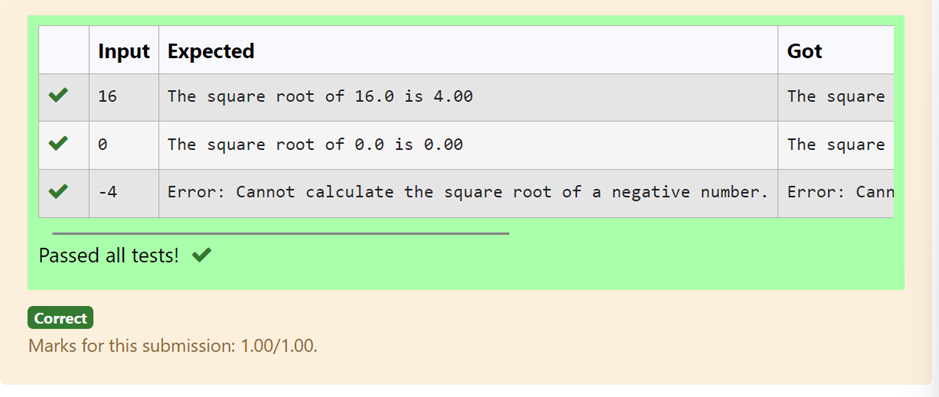 Input Expected Got
16 The square root of 16.0 is 4.00 The square
0 The square root of 0.0 is 0.00 The square
-4 Error: Cannot calculate the square root of a negative number. Error: Cann
Passed all tests!
Correct
Marks for this submission: 1.00/1.00.